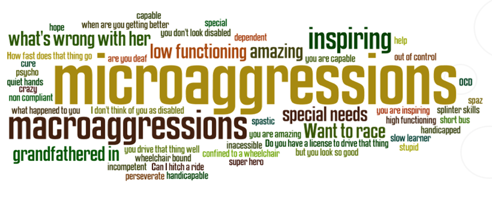 capable
hope
when are you getting better
special
what's wrong with her
you don't look disabled
dependent
inspiring
help
How fast does that thing go
are you deaf
low functioning
amazing
you are capable
out of control
cure
psycho
quiet hands
crazy
non compliant
microaggressions
OCD
spaz
what happened to you
I don't think of you as disabled
special needs
you are inspiring
splinter skills
macroaggressions
spastic
high functioning
short bus
you are amazing
Want to race
handicapped
grandfathered in
you drive that thing well
inacessible
Do you have a license to drive that thing
slow learner
wheelchair bound
confined to a wheelchair
but you look so good
stupid
incompetent
Can I hitch a ride
super hero
perseverate
handicapable